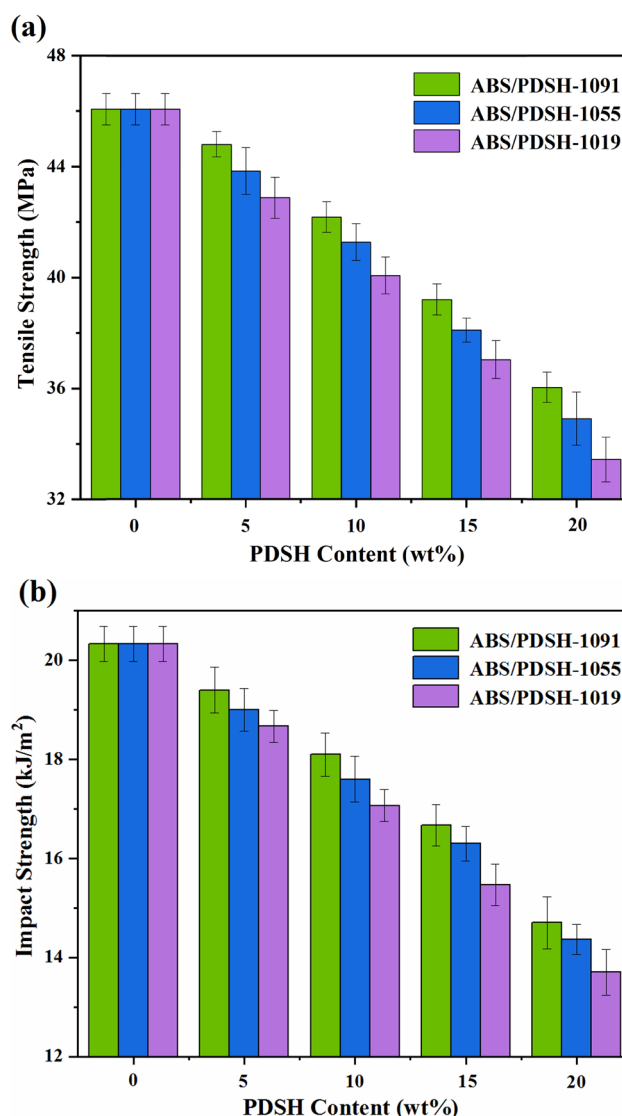 (a)
48
44
40
36
32
Tensile Strength (MPa)
ABS/PDSH-1091
ABS/PDSH-1055
ABS/PDSH-1019
0 5 10 15 20
PDSH Content (wt%)
(b)
20
18
16
14
12
Impact Strength (kJ/m²)
ABS/PDSH-1091
ABS/PDSH-1055
ABS/PDSH-1019
0 5 10 15 20
PDSH Content (wt%)